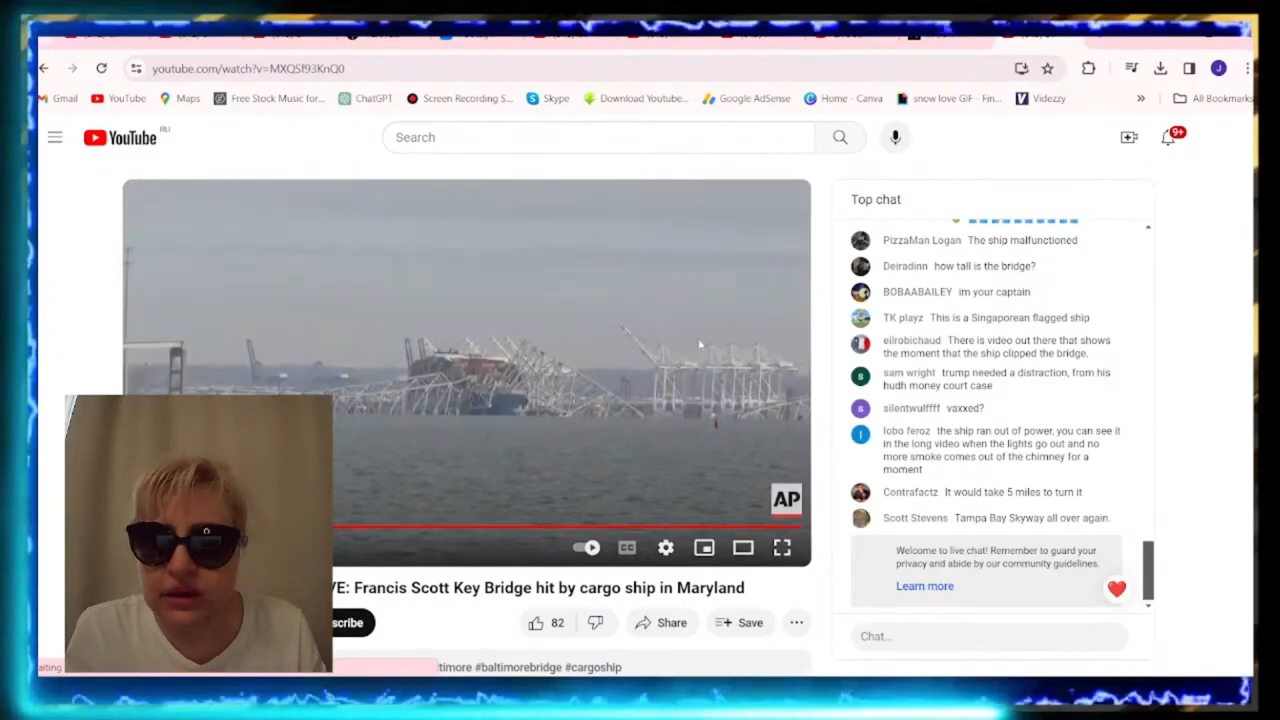 youtube.com/watch?v=MXQSf93KnQ0
Gmail YouTube Maps Free Stock Music for... ChatGPT Screen Recording S... Skype Download Youtube... Google AdSense Home - Canva snow love GIF - Fin... Videzzy » All Bookmarks
J
YouTube RU
Search
9+
Top chat
PizzaMan Logan The ship malfunctioned
Deiradinn how tall is the bridge?
BOBAABAILEY im your captain
TK playz This is a Singaporean flagged ship
eilrobichaud There is video out there that shows
the moment that the ship clipped the bridge.
s sam wright trump needed a distraction, from his
hudh money court case
s silentwulffff vaxxed?
l lobo feroz the ship ran out of power, you can see it
in the long video when the lights go out and no
more smoke comes out of the chimney for a
moment
Contrafactz It would take 5 miles to turn it
Scott Stevens Tampa Bay Skyway all over again.
Welcome to live chat! Remember to guard your
privacy and abide by our community guidelines.
Learn more
Chat...
AP
CC
VE: Francis Scott Key Bridge hit by cargo ship in Maryland
scribe
82
Share
Save
timore #baltimorebridge #cargoship
aiting